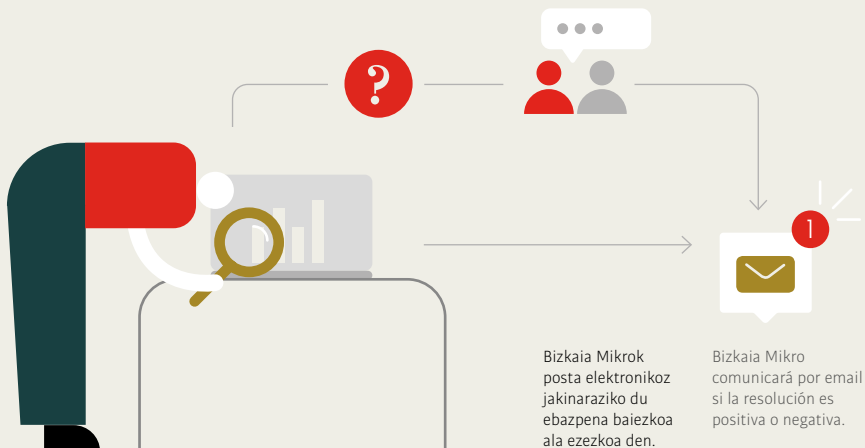 ?
1
Bizkaia Mikrok
posta elektronikoz
jakinaraziko du
ebazpena baiezkoa
ala ezezkoa den.
Bizkaia Mikro
comunicará por email
si la resolución es
positiva o negativa.